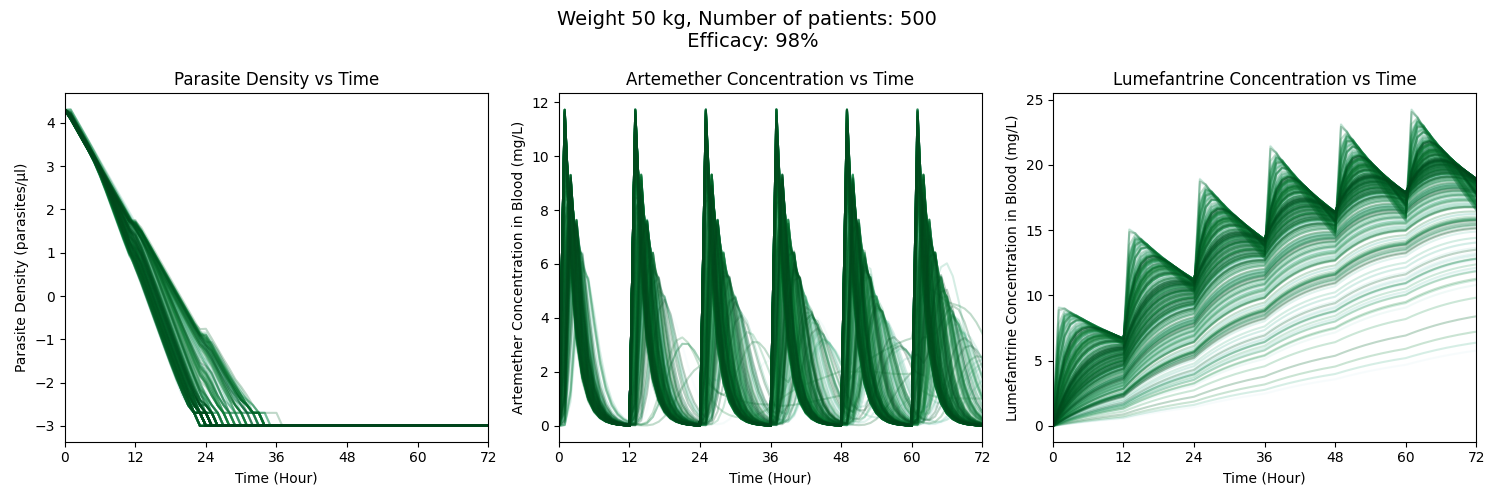 Weight 50 kg, Number of patients: 500
Efficacy: 98%
Parasite Density vs Time
Parasite Density (parasites/μl)
4
3
2
1
0
−1
−2
−3
0 12 24 36 48 60 72
Time (Hour)
Artemether Concentration vs Time
Artemether Concentration in Blood (mg/L)
12
10
8
6
4
2
0
0 12 24 36 48 60 72
Time (Hour)
Lumefantrine Concentration vs Time
Lumefantrine Concentration in Blood (mg/L)
25
20
15
10
5
0
0 12 24 36 48 60 72
Time (Hour)